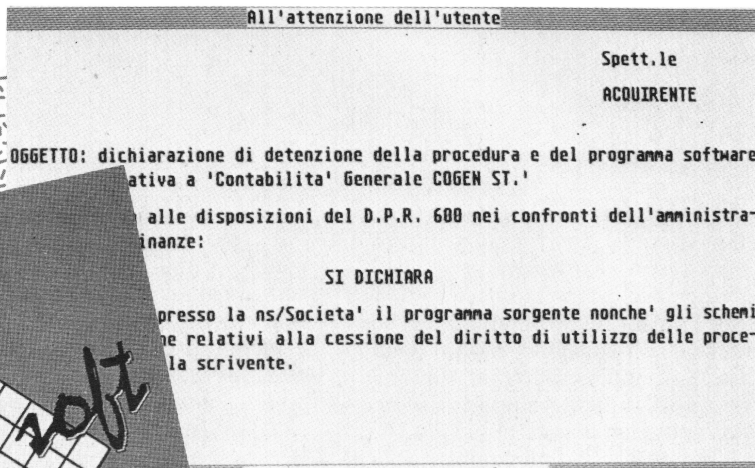 All'attenzione dell'utente
Spett.le
ACQUIRENTE
OGGETTO: dichiarazione di detenzione della procedura e del programma software
ativa a 'Contabilita' Generale COGEN ST.'
alle disposizioni del D.P.R. 600 nei confronti dell'amministra-
inanze:
SI DICHIARA
presso la ns/Societa' il programma sorgente nonche' gli schemi
ne relativi alla cessione del diritto di utilizzo delle proce-
la scrivente.
soft